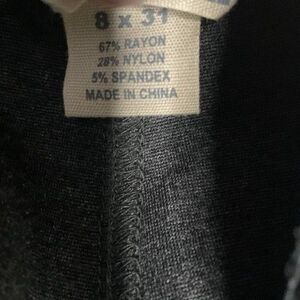 8 x 31
67% RAYON
28% NYLON
5% SPANDEX
MADE IN CHINA